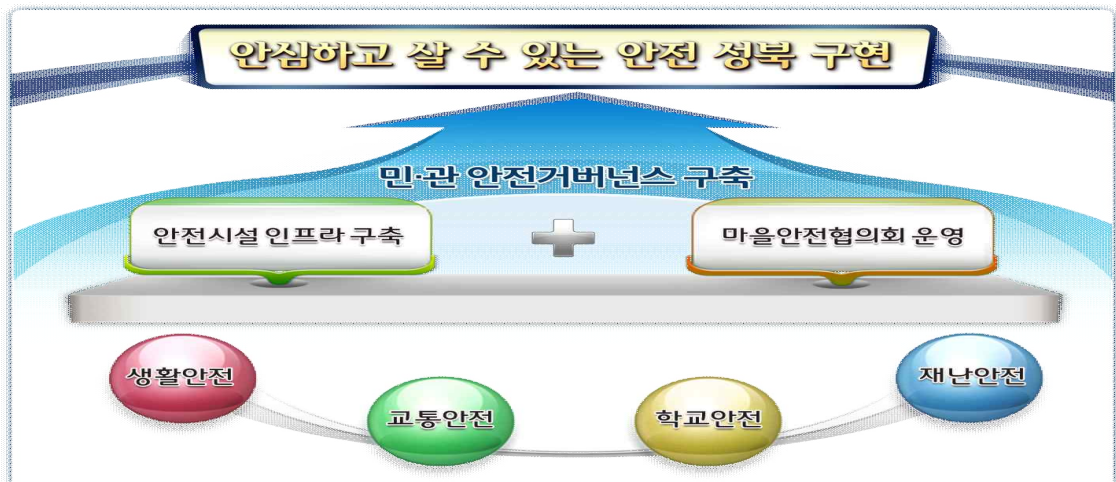 안심하고 살 수 있는 안전 성북 구현
민·관 안전거버넌스 구축
안전시설 인프라 구축
마을안전협의회 운영
생활안전
교통안전
학교안전
재난안전